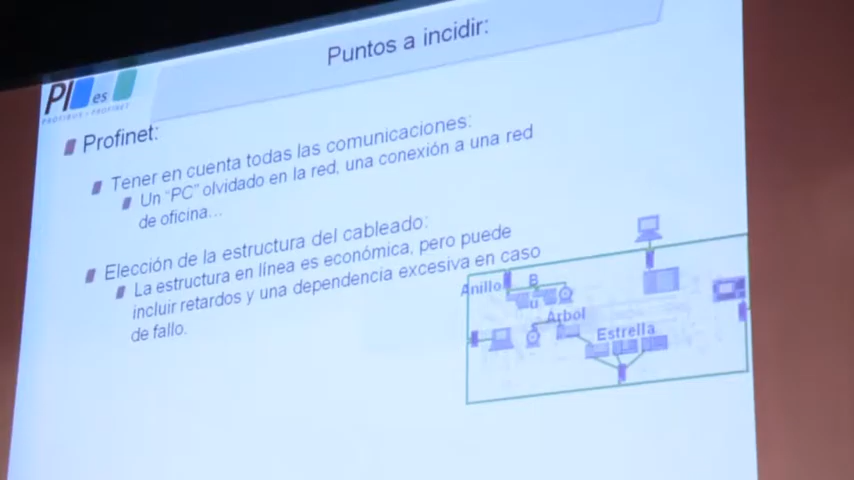 Puntos a incidir:
PI es
PROFIBUS • PROFINET
Profinet:
Tener en cuenta todas las comunicaciones:
Un “PC” olvidado en la red, una conexión a una red
de oficina...
Elección de la estructura del cableado:
La estructura en línea es económica, pero puede
incluir retardos y una dependencia excesiva en caso
de fallo.
Anillo
B
u
Árbol
Estrella